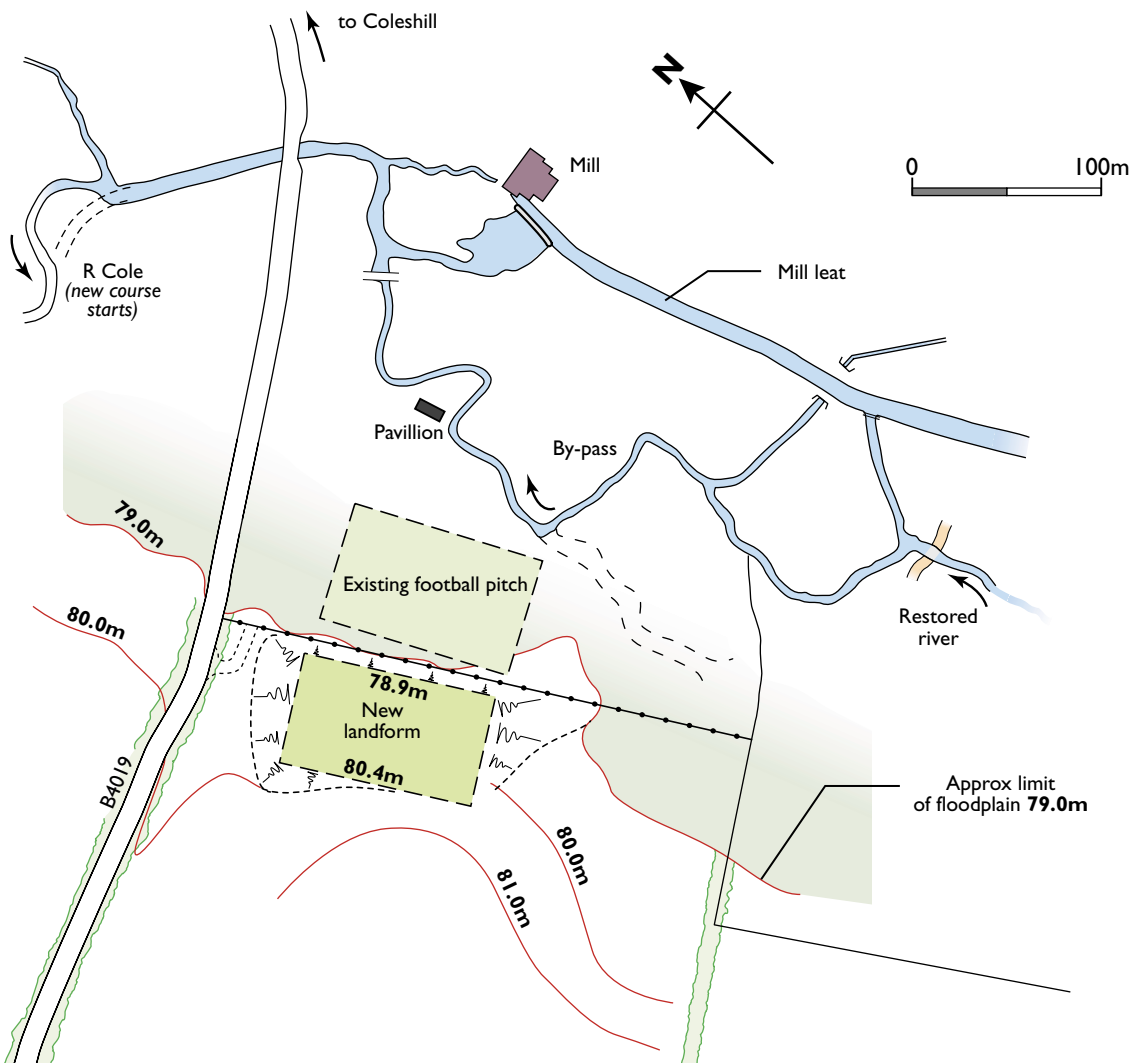 to Coleshill
N
0
100m
Mill
Mill leat
R Cole
(new course
starts)
Pavillion
By-pass
79.0m
Existing football pitch
Restored
river
80.0m
78.9m
New
landform
80.4m
B4019
Approx limit
of floodplain 79.0m
80.0m
81.0m